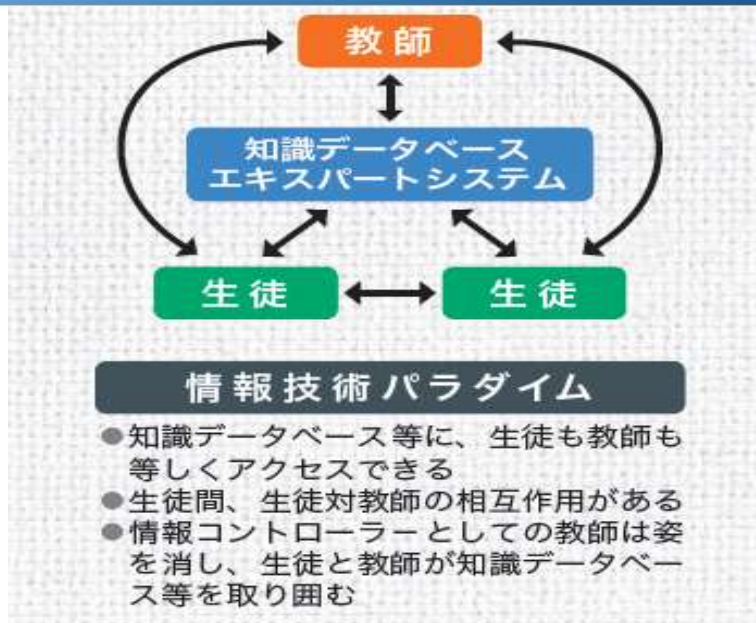 教師
知識データベース
エキスパートシステム
生徒
生徒
情報技術パラダイム
●知識データベース等に、生徒も教師も
等しくアクセスできる
●生徒間、生徒対教師の相互作用がある
●情報コントローラーとしての教師は姿
を消し、生徒と教師が知識データベー
ス等を取り囲む